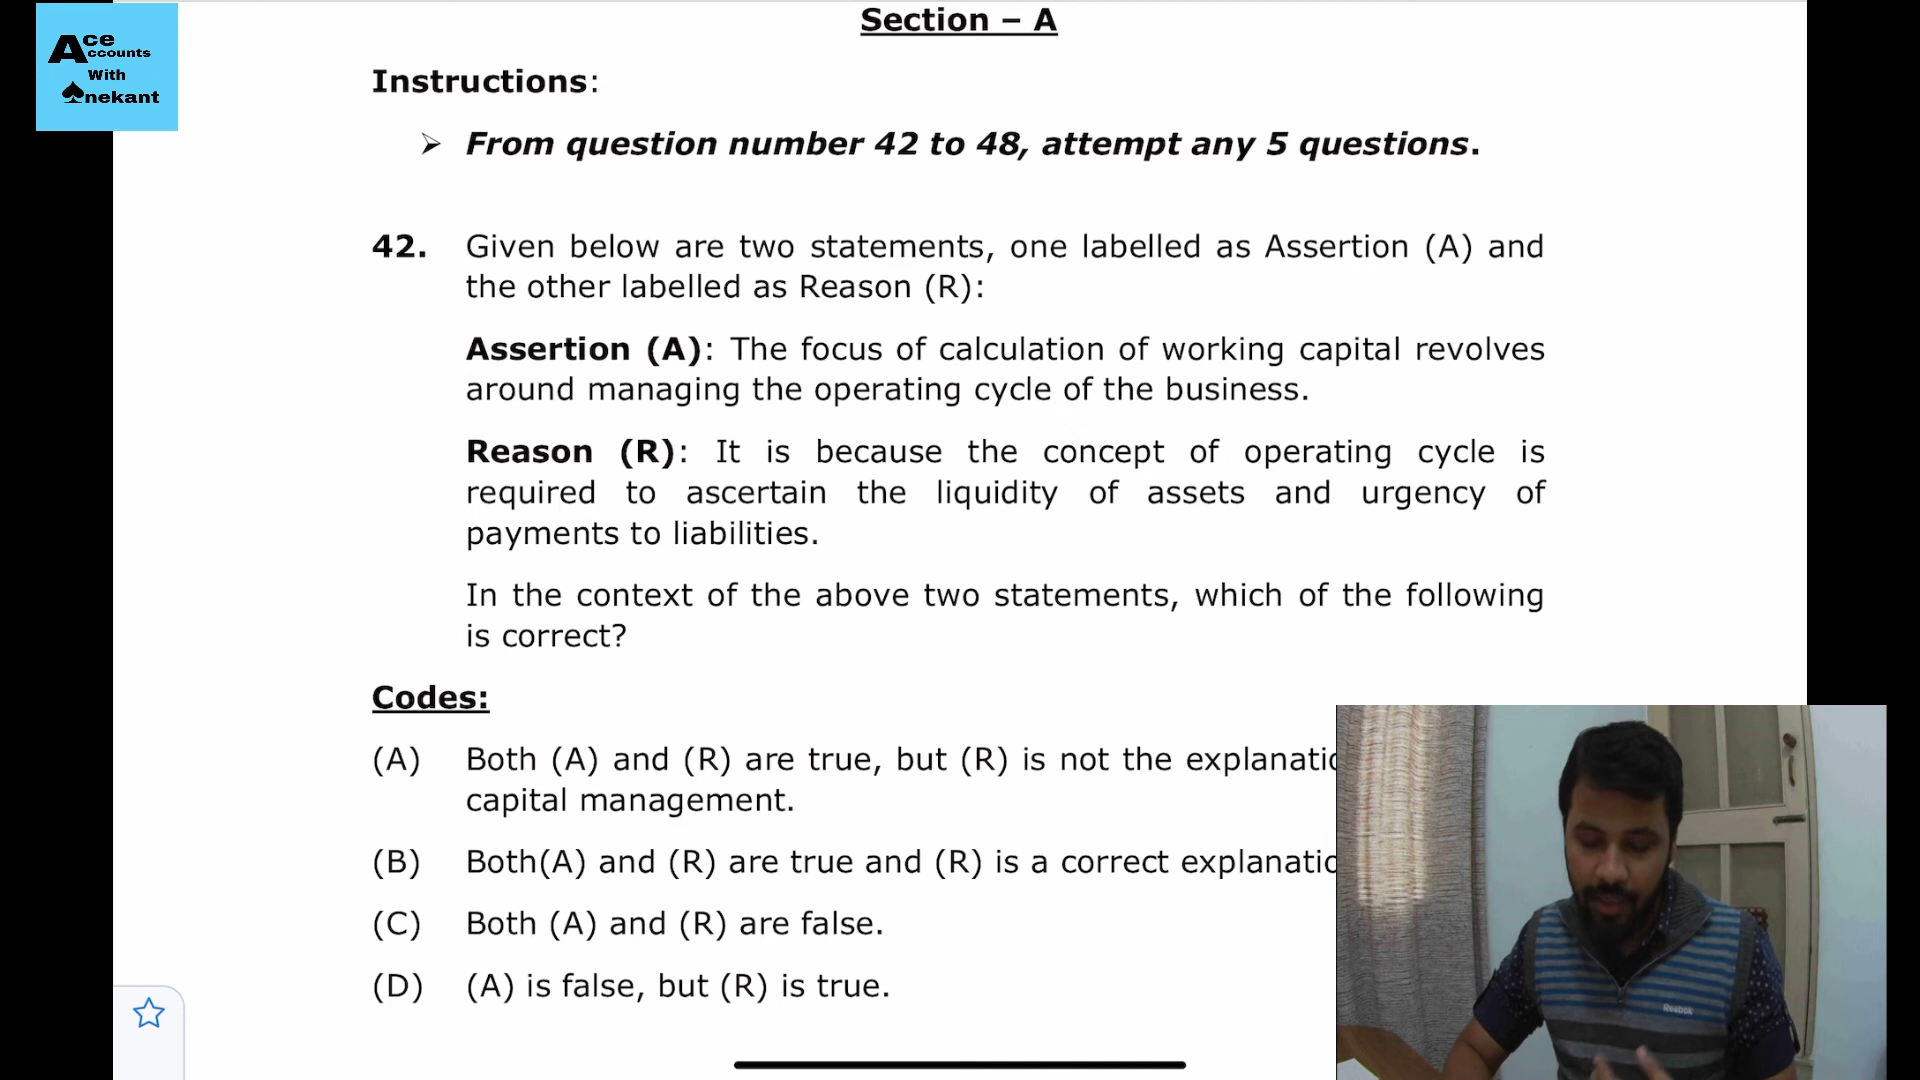 Ace
Accounts
With
Anekant
Section – A
Instructions:
➢ From question number 42 to 48, attempt any 5 questions.
42. Given below are two statements, one labelled as Assertion (A) and
the other labelled as Reason (R):
Assertion (A): The focus of calculation of working capital revolves
around managing the operating cycle of the business.
Reason (R): It is because the concept of operating cycle is
required to ascertain the liquidity of assets and urgency of
payments to liabilities.
In the context of the above two statements, which of the following
is correct?
Codes:
(A) Both (A) and (R) are true, but (R) is not the
capital management.
(B) Both(A) and (R) are true and (R) is a correct
(C) Both (A) and (R) are false.
(D) (A) is false, but (R) is true.
Reebok